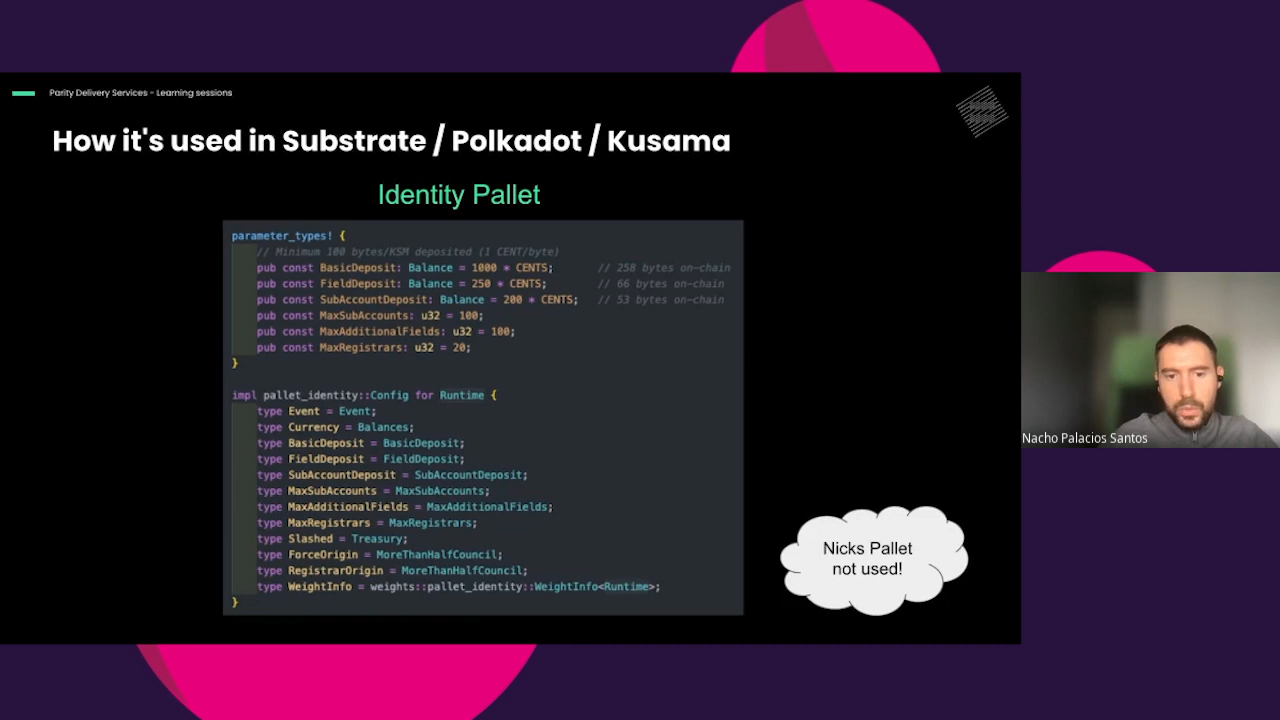 Parity Delivery Services - Learning sessions
How it's used in Substrate / Polkadot / Kusama
Identity Pallet
parameter_types! {
// Minimum 100 bytes/KSM deposited (1 CENT/byte)
pub const BasicDeposit: Balance = 1000 * CENTS; // 258 bytes on-chain
pub const FieldDeposit: Balance = 250 * CENTS; // 66 bytes on-chain
pub const SubAccountDeposit: Balance = 200 * CENTS; // 53 bytes on-chain
pub const MaxSubAccounts: u32 = 100;
pub const MaxAdditionalFields: u32 = 100;
pub const MaxRegistrars: u32 = 20;
}
impl pallet_identity::Config for Runtime {
type Event = Event;
type Currency = Balances;
type BasicDeposit = BasicDeposit;
type FieldDeposit = FieldDeposit;
type SubAccountDeposit = SubAccountDeposit;
type MaxSubAccounts = MaxSubAccounts;
type MaxAdditionalFields = MaxAdditionalFields;
type MaxRegistrars = MaxRegistrars;
type Slashed = Treasury;
type ForceOrigin = MoreThanHalfCouncil;
type RegistrarOrigin = MoreThanHalfCouncil;
type WeightInfo = weights::pallet_identity::WeightInfo<Runtime>;
}
Nicks Pallet
not used!
Nacho Palacios Santos